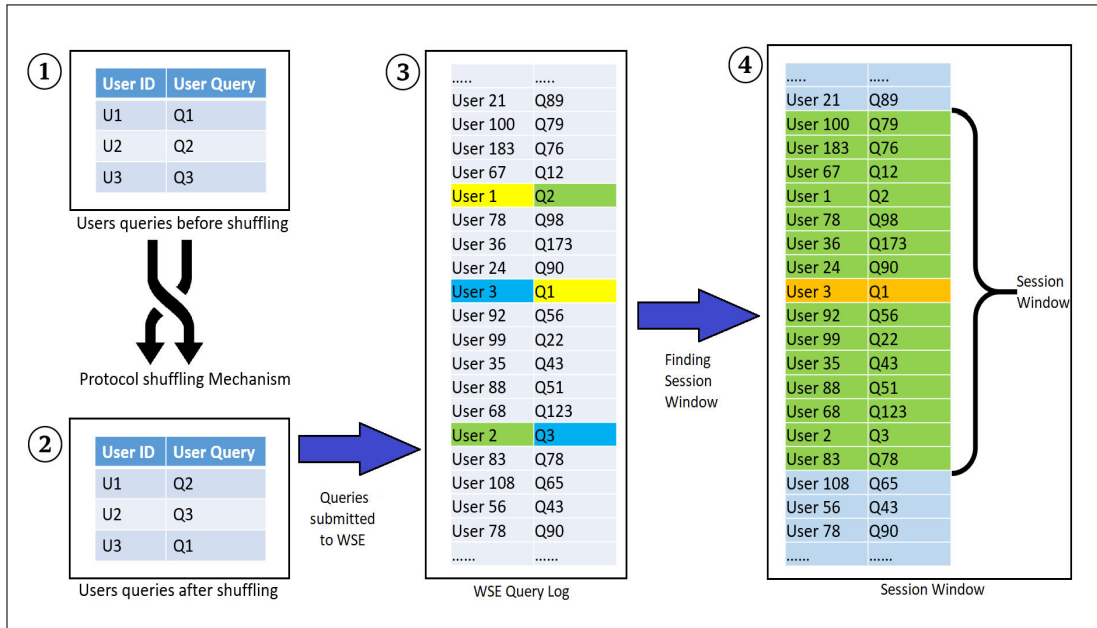 1
User ID User Query
U1 Q1
U2 Q2
U3 Q3
Users queries before shuffling
Protocol shuffling Mechanism
2
User ID User Query
U1 Q2
U2 Q3
U3 Q1
Users queries after shuffling
Queries
submitted
to WSE
3
..... .....
User 21 Q89
User 100 Q79
User 183 Q76
User 67 Q12
User 1 Q2
User 78 Q98
User 36 Q173
User 24 Q90
User 3 Q1
User 92 Q56
User 99 Q22
User 35 Q43
User 88 Q51
User 68 Q123
User 2 Q3
User 83 Q78
User 108 Q65
User 56 Q43
User 78 Q90
...... ......
WSE Query Log
Finding
Session
Window
4
..... .....
User 21 Q89
User 100 Q79
User 183 Q76
User 67 Q12
User 1 Q2
User 78 Q98
User 36 Q173
User 24 Q90
User 3 Q1
User 92 Q56
User 99 Q22
User 35 Q43
User 88 Q51
User 68 Q123
User 2 Q3
User 83 Q78
User 108 Q65
User 56 Q43
User 78 Q90
...... ......
Session
Window
Session Window